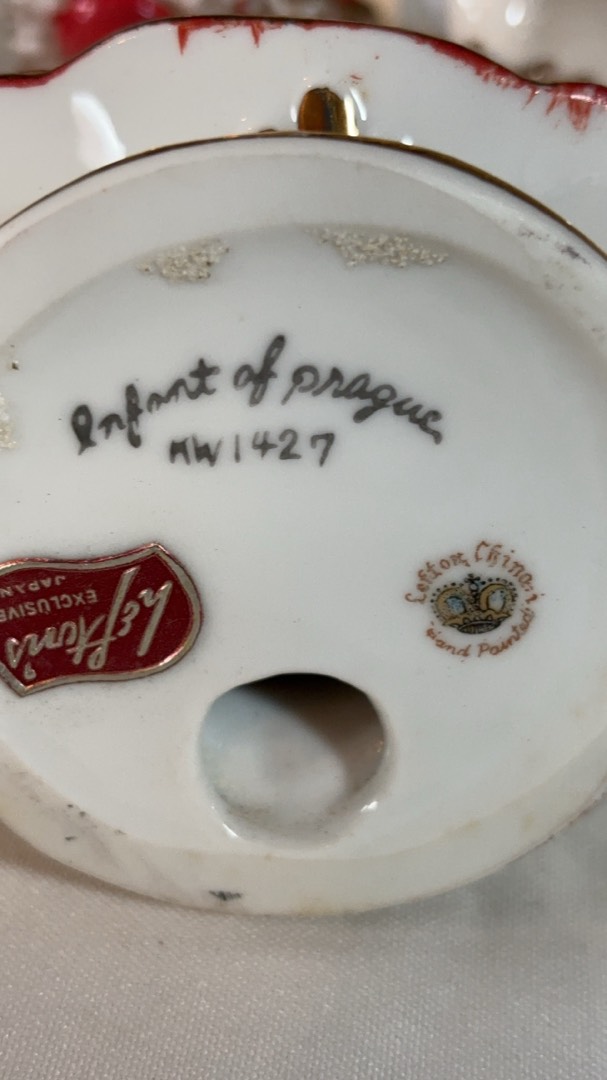 Infant of prague
MW1427
Lefton's
EXCLUSIVE
JAPAN
Lefton China
Hand Painted